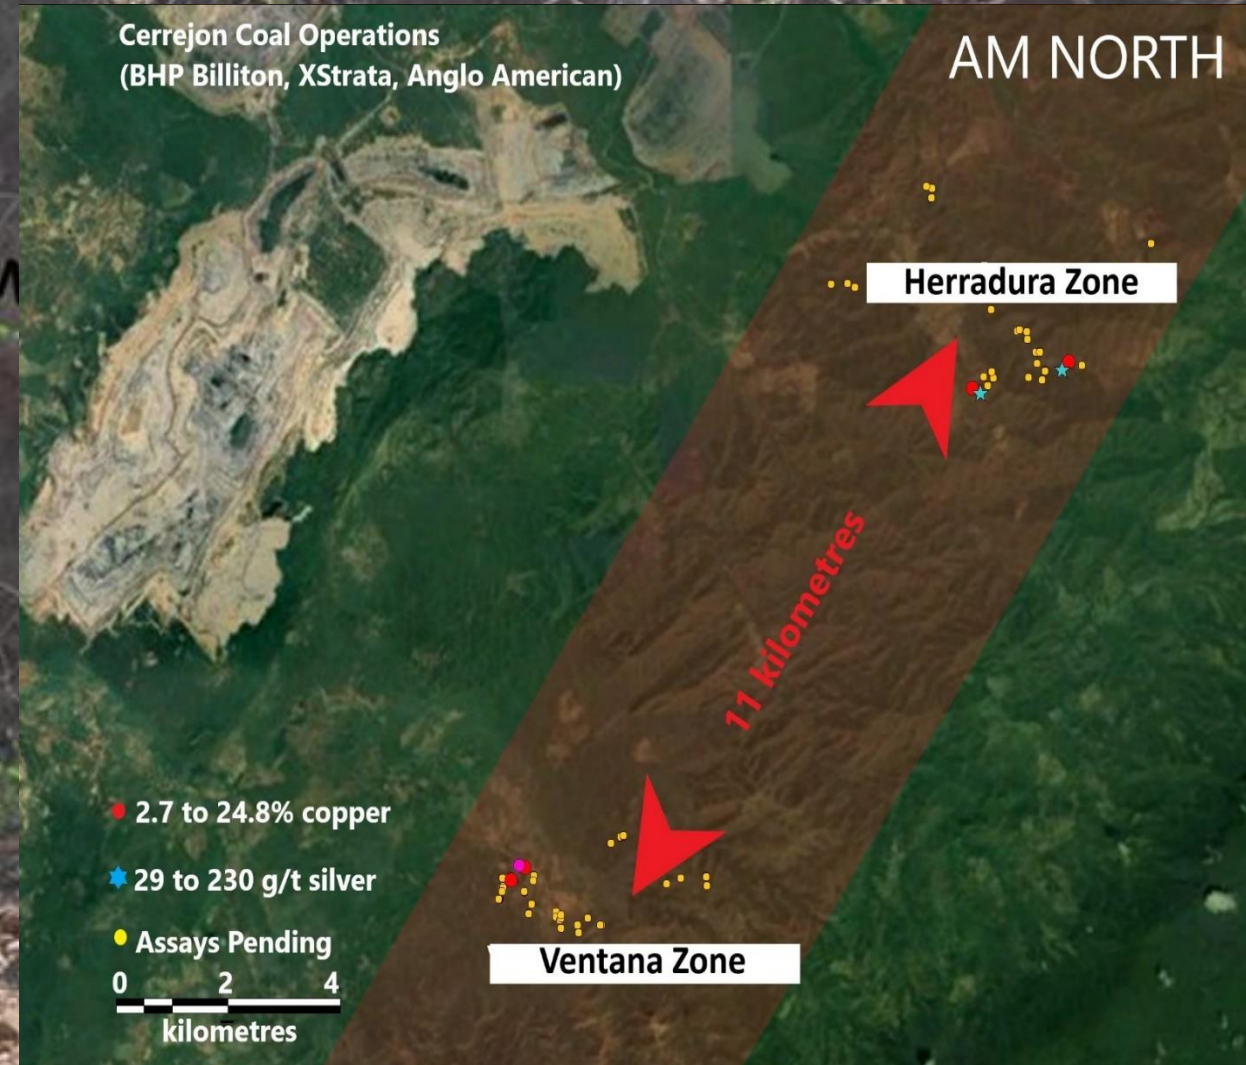 Cerrejon Coal Operations
(BHP Billiton, XStrata, Anglo American)
AM NORTH
Herradura Zone
11 kilometres
2.7 to 24.8% copper
29 to 230 g/t silver
Assays Pending
0 2 4
kilometres
Ventana Zone